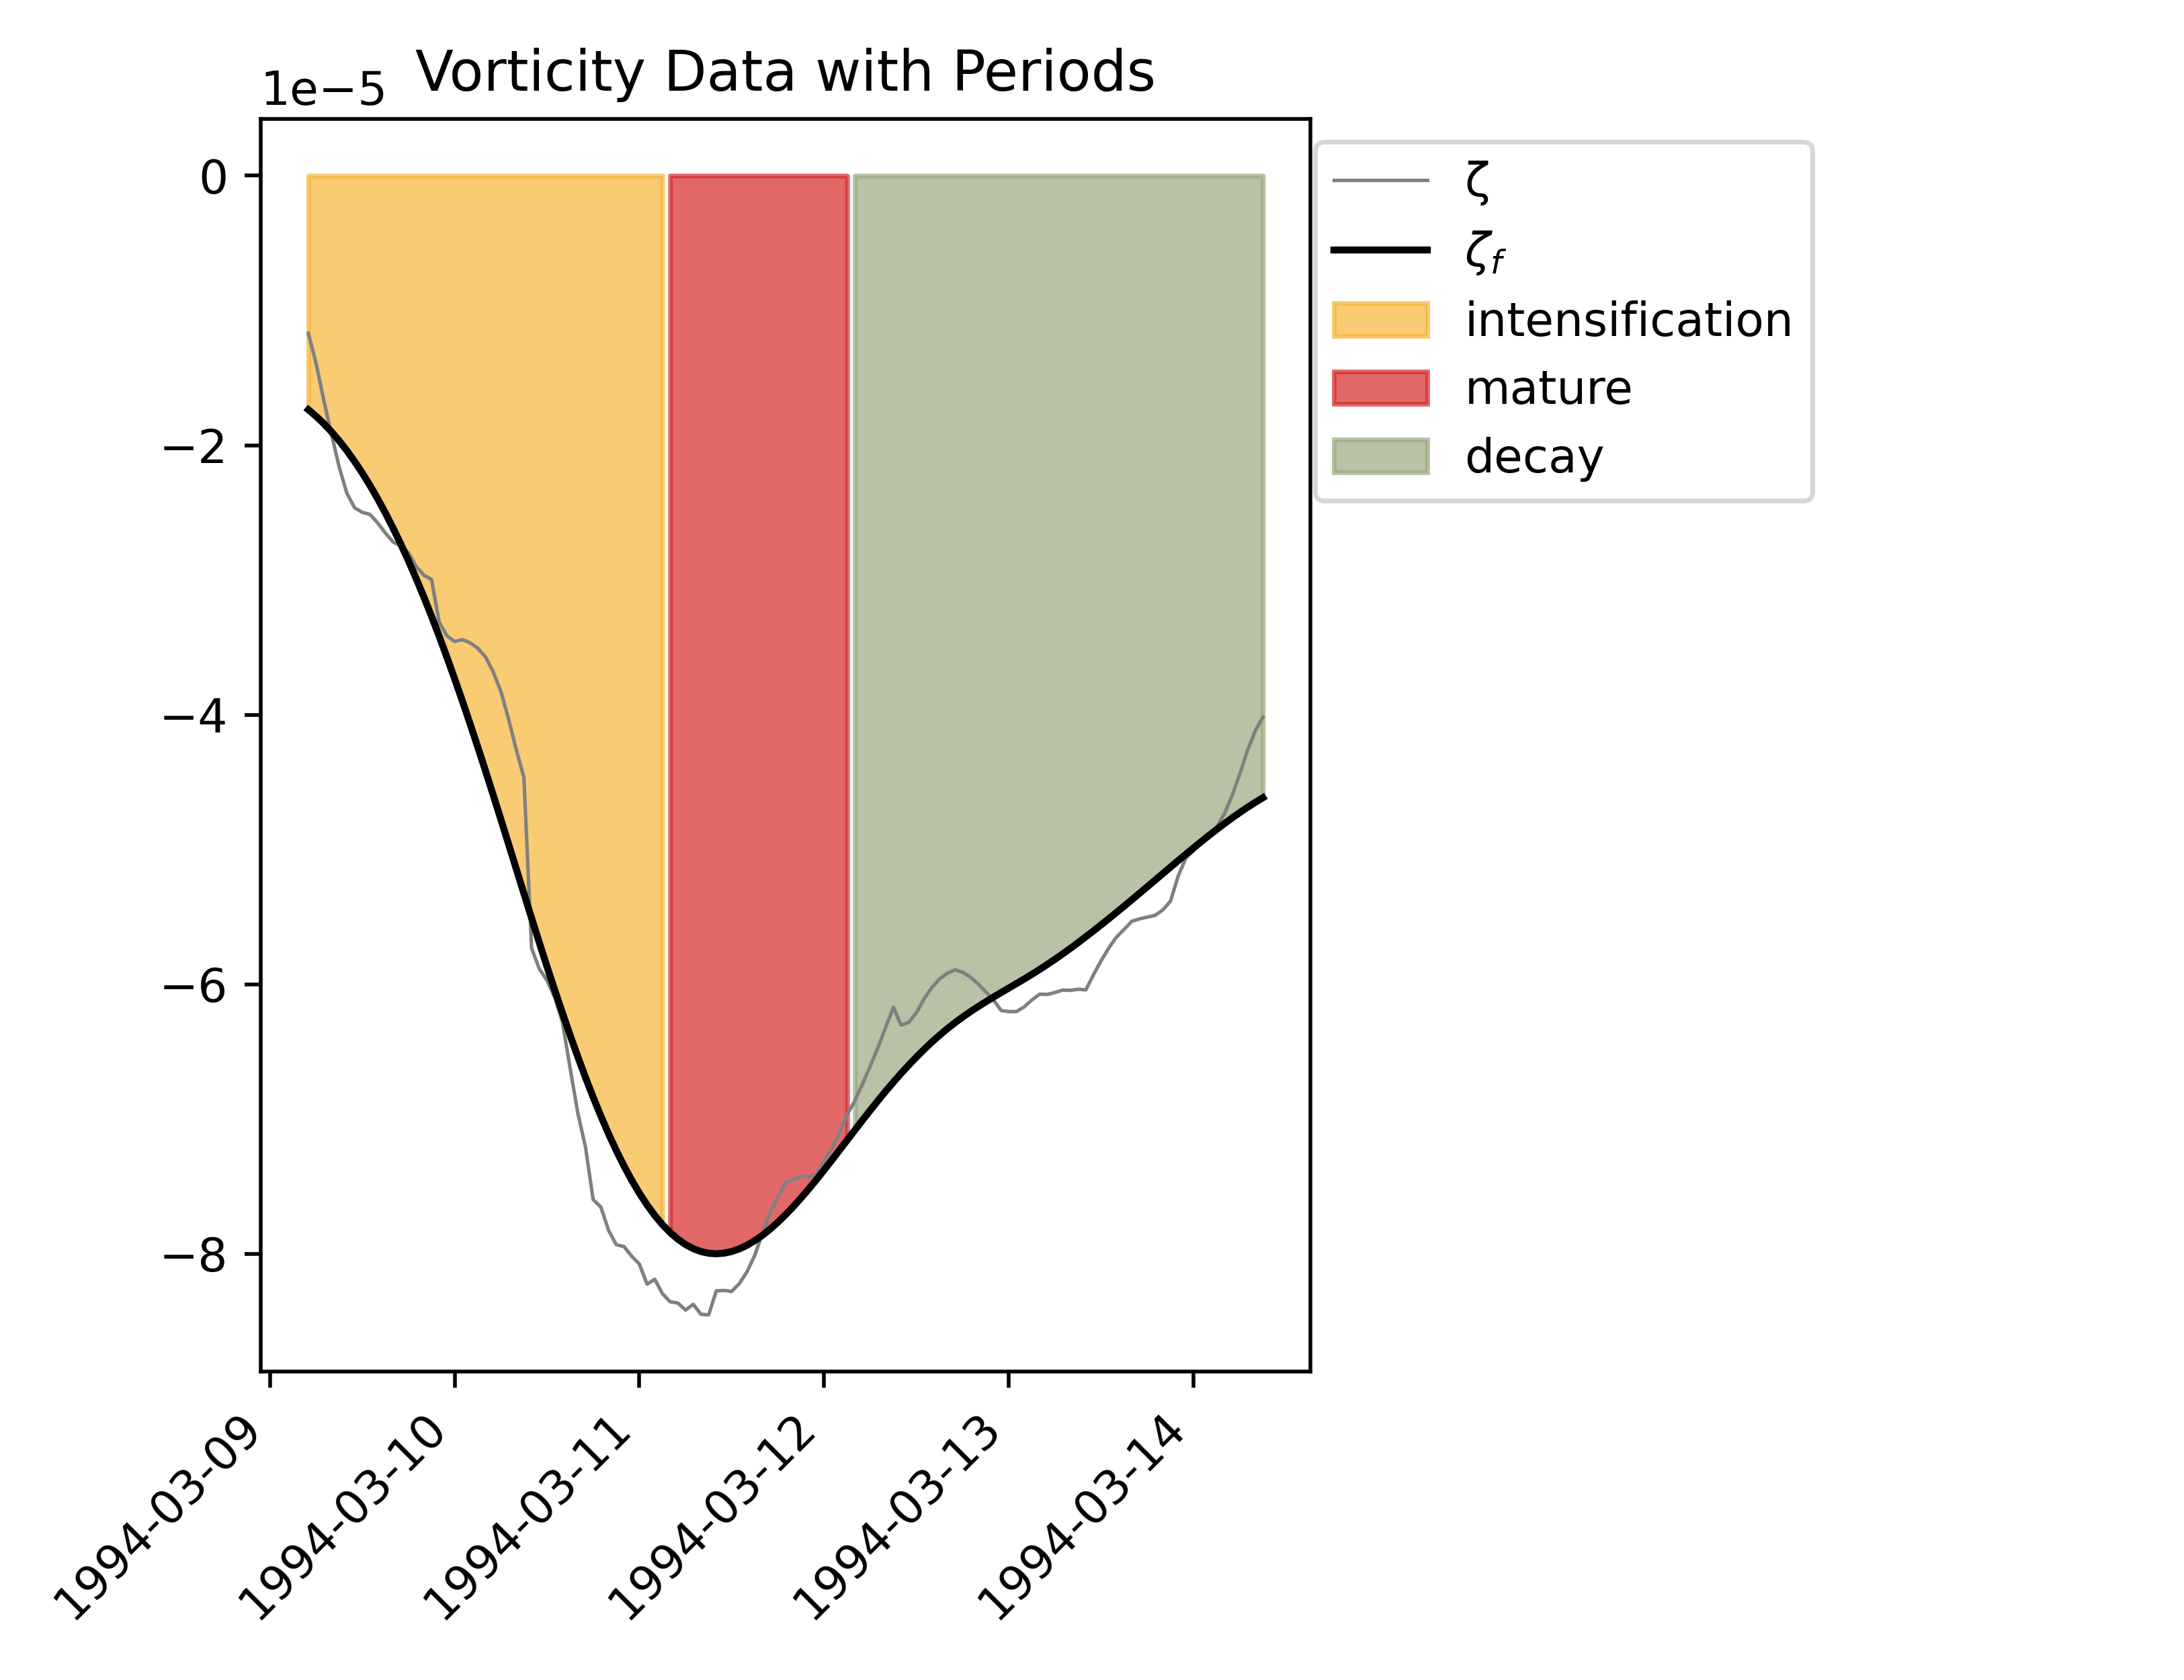 Vorticity Data with Periods
1e−5
0
−2
−4
−6
−8
1994-03-09
1994-03-10
1994-03-11
1994-03-12
1994-03-13
1994-03-14
ζ
ζf
intensification
mature
decay